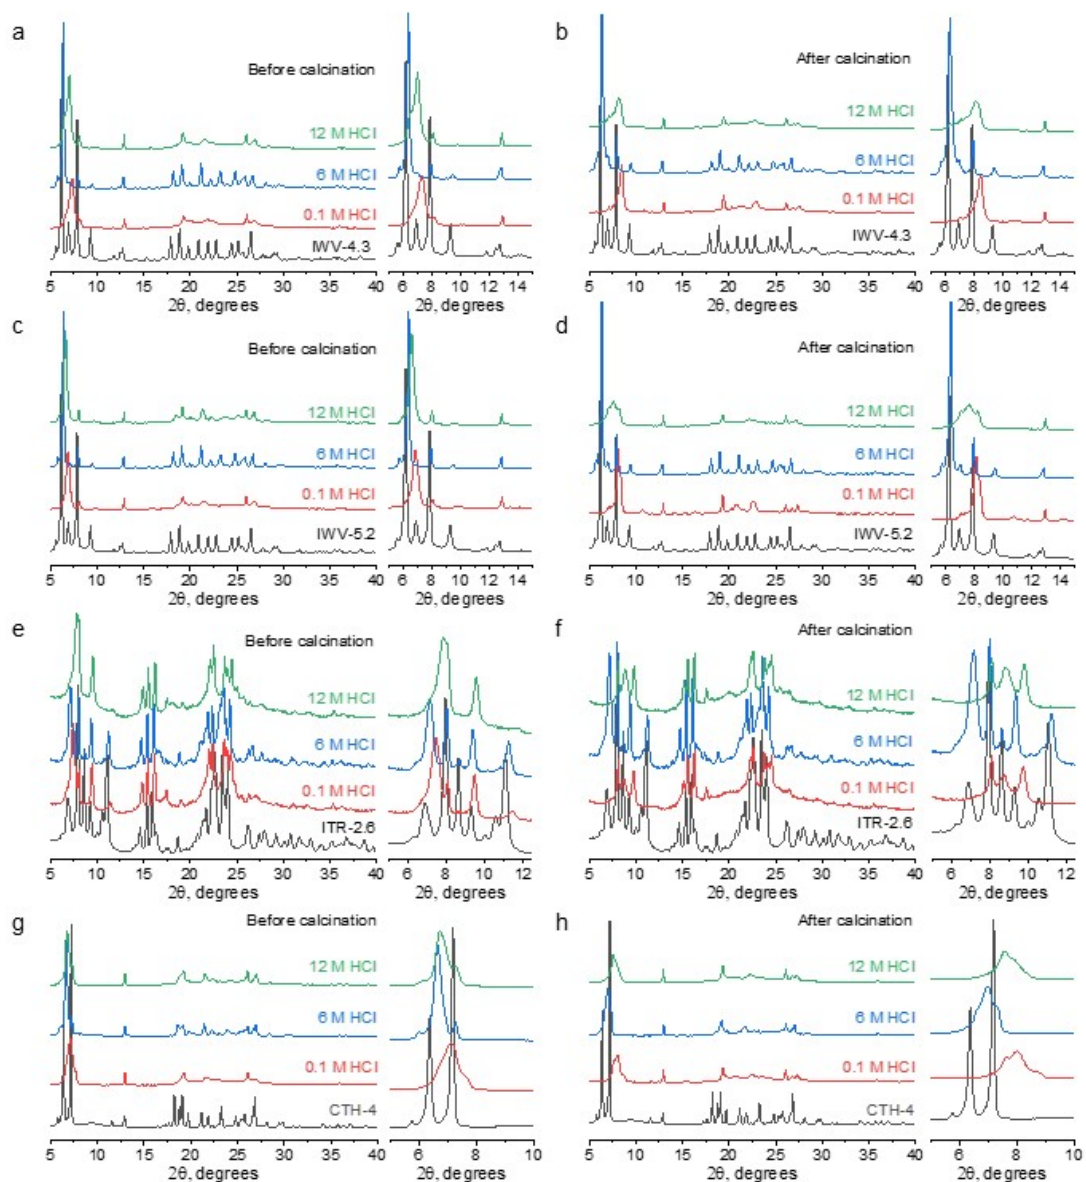 a
Before calcination
12 M HCl
6 M HCl
0.1 M HCl
IWV-4.3
5 10 15 20 25 30 35 40
2θ, degrees
6 8 10 12 14
2θ, degrees
b
After calcination
12 M HCl
6 M HCl
0.1 M HCl
IWV-4.3
5 10 15 20 25 30 35 40
2θ, degrees
6 8 10 12 14
2θ, degrees
c
Before calcination
12 M HCl
6 M HCl
0.1 M HCl
IWV-5.2
5 10 15 20 25 30 35 40
2θ, degrees
6 8 10 12 14
2θ, degrees
d
After calcination
12 M HCl
6 M HCl
0.1 M HCl
IWV-5.2
5 10 15 20 25 30 35 40
2θ, degrees
6 8 10 12 14
2θ, degrees
e
Before calcination
12 M HCl
6 M HCl
0.1 M HCl
ITR-2.6
5 10 15 20 25 30 35 40
2θ, degrees
6 8 10 12
2θ, degrees
f
After calcination
12 M HCl
6 M HCl
0.1 M HCl
ITR-2.6
5 10 15 20 25 30 35 40
2θ, degrees
6 8 10 12
2θ, degrees
g
Before calcination
12 M HCl
6 M HCl
0.1 M HCl
CTH-4
5 10 15 20 25 30 35 40
2θ, degrees
6 8 10
2θ, degrees
h
After calcination
12 M HCl
6 M HCl
0.1 M HCl
CTH-4
5 10 15 20 25 30 35 40
2θ, degrees
6 8 10
2θ, degrees